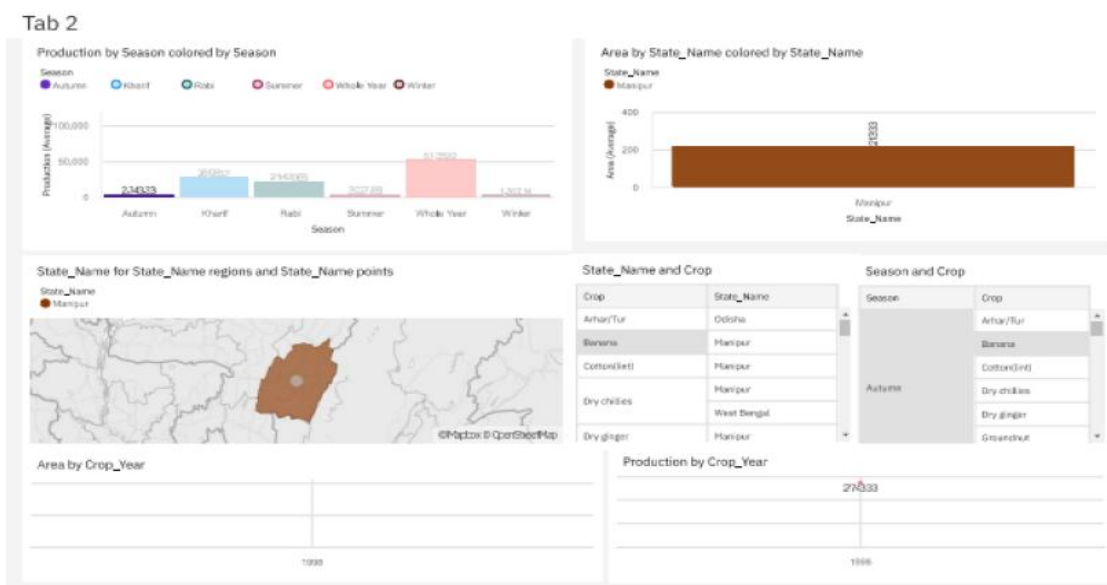 Tab 2
Production by Season colored by Season
Season
Autumn Kharif Rabi Summer Whole Year Winter
Production (Average)
100,000
50,000
0
Autumn Kharif Rabi Summer Whole Year Winter
Season
Area by State_Name colored by State_Name
State_Name
Manipur
Area (Average)
400
200
0
Manipur
State_Name
State_Name for State_Name regions and State_Name points
State_Name
Manipur
© Mapbox © OpenStreetMap
State_Name and Crop
Crop State_Name
Arhar/Tur Odisha
Banana Manipur
Cotton(lint) Manipur
Dry chillies Manipur
West Bengal
Dry ginger Manipur
Season and Crop
Season Crop
Autumn
Arhar/Tur
Banana
Cotton(lint)
Dry chillies
Dry ginger
Groundnut
Area by Crop_Year
1998
Production by Crop_Year
1998